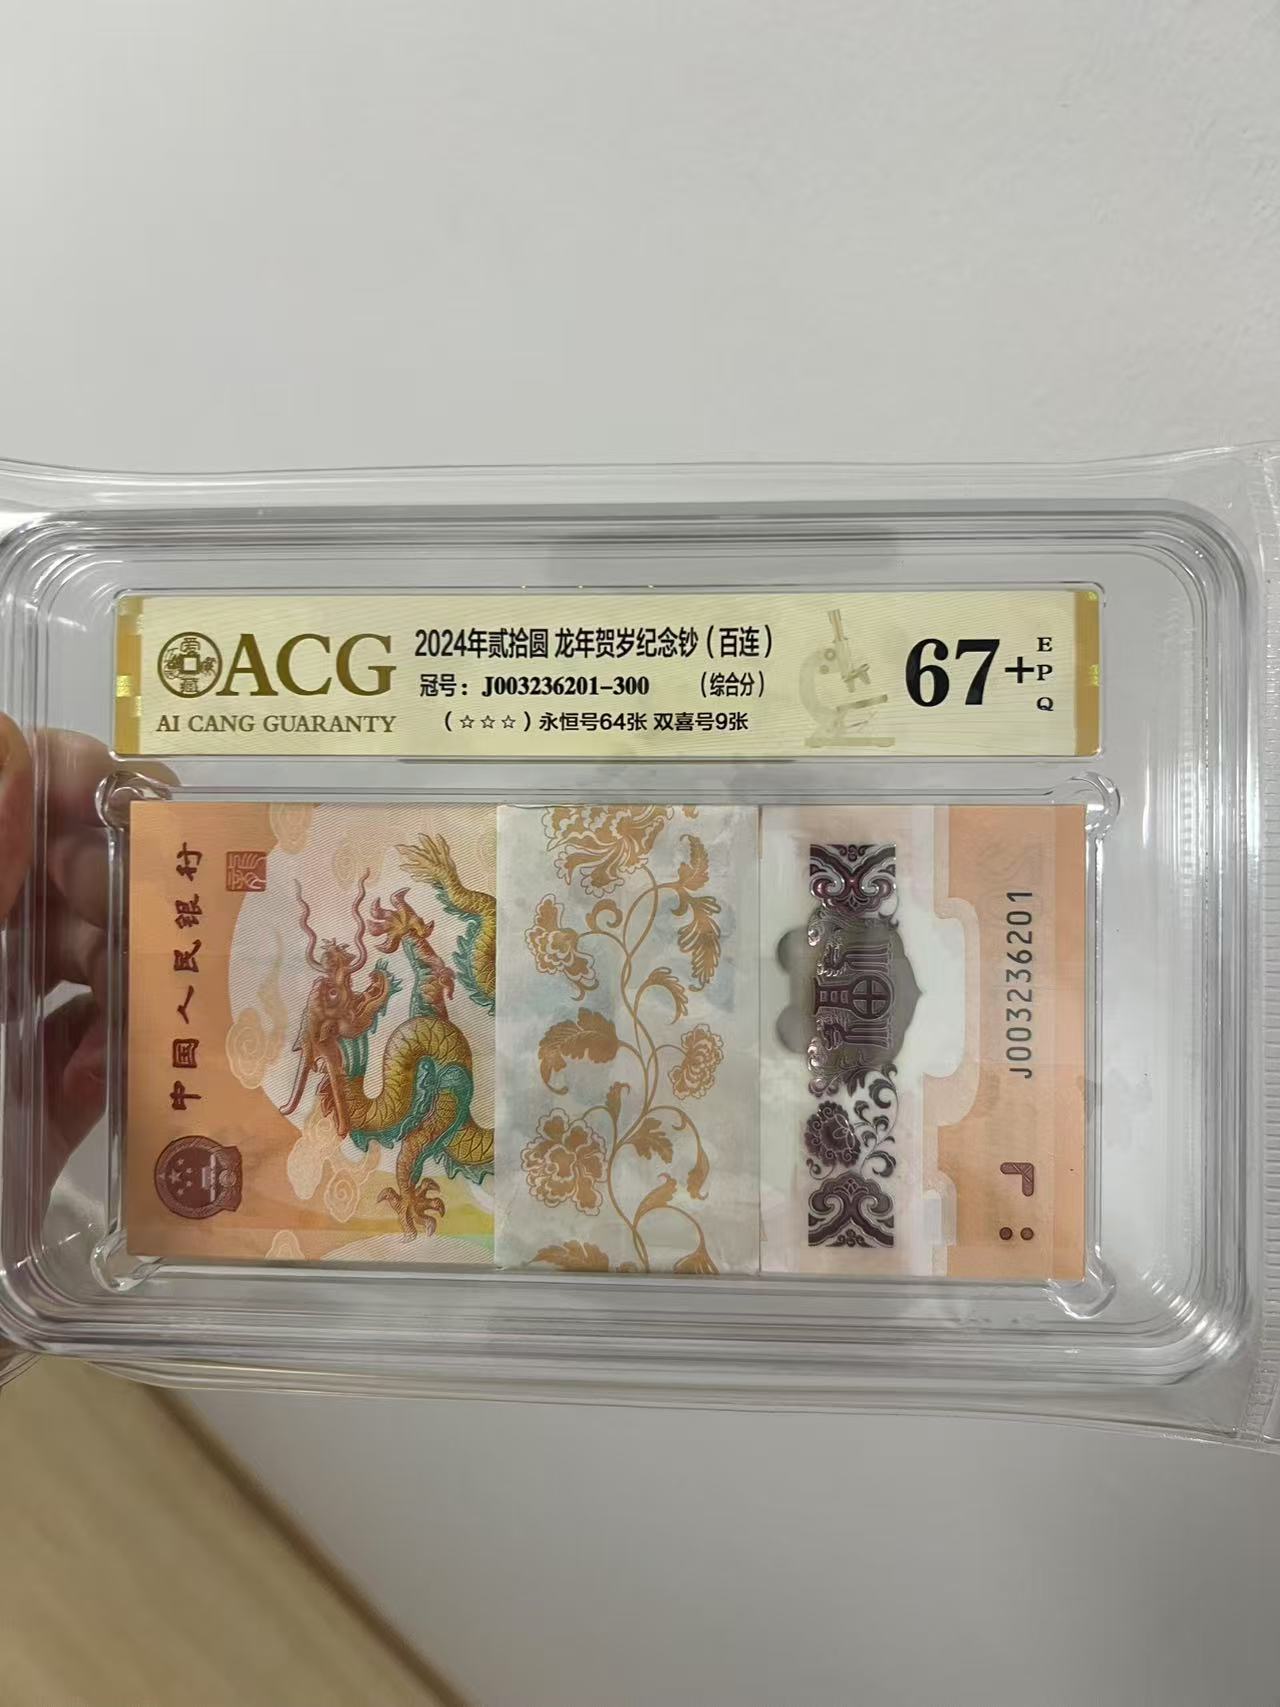 ACG
AI CANG GUARANTY
2024年贰拾圆 龙年贺岁纪念钞（百连）
冠号：J003236201-300 （综合分）
（☆☆☆）永恒号64张 双喜号9张
67+
EPQ
中国人民银行
J003236201